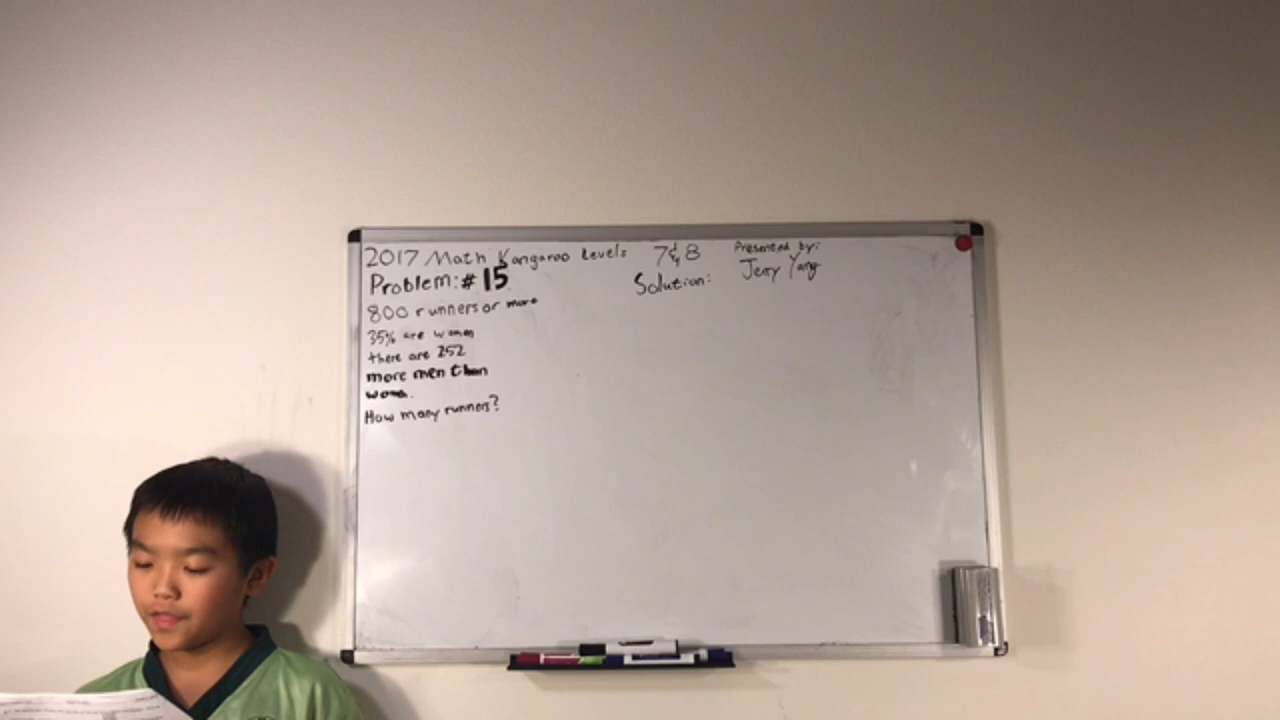 2017 Math Kangaroo Levels 7 & 8
Presented by:
Jerry Yang
Problem: #15
Solution:
800 runners or more
35% are women
there are 252
more men than
women.
How many runners?